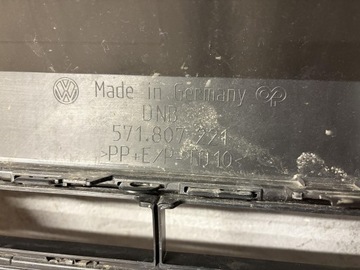 Made in Germany
DNB
571.807.221
>PP+E/P-TD10<